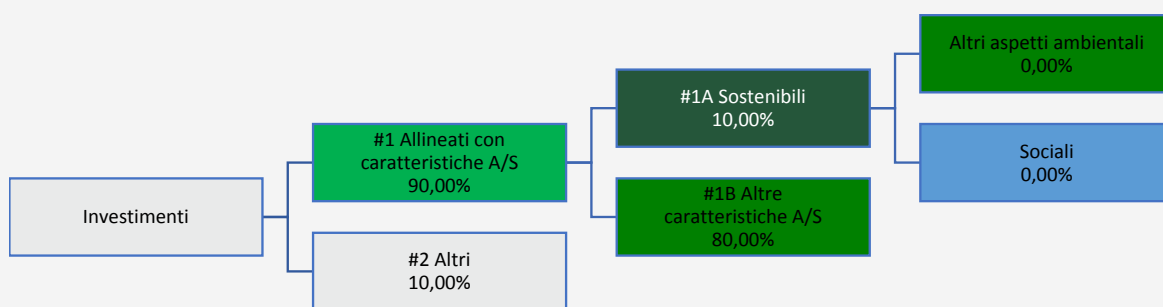 Investimenti
#1 Allineati con
caratteristiche A/S
90,00%
#2 Altri
10,00%
#1A Sostenibili
10,00%
#1B Altre
caratteristiche A/S
80,00%
Altri aspetti ambientali
0,00%
Sociali
0,00%